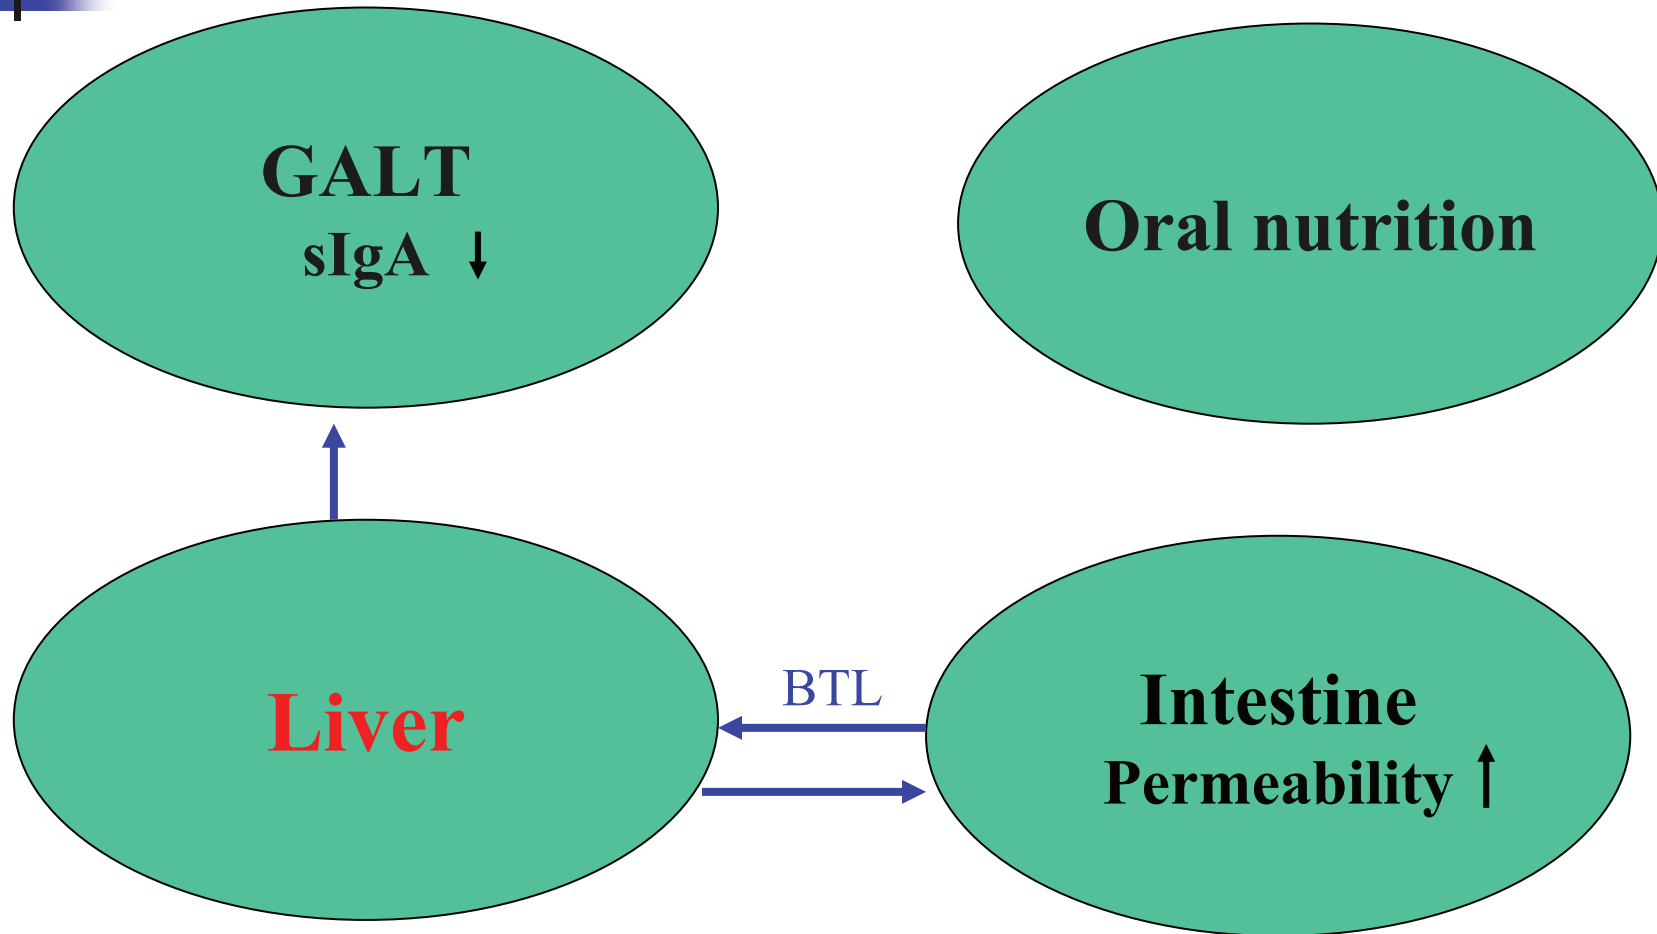 GALT
sIgA ↓
Oral nutrition
Liver
BTL
Intestine
Permeability ↑